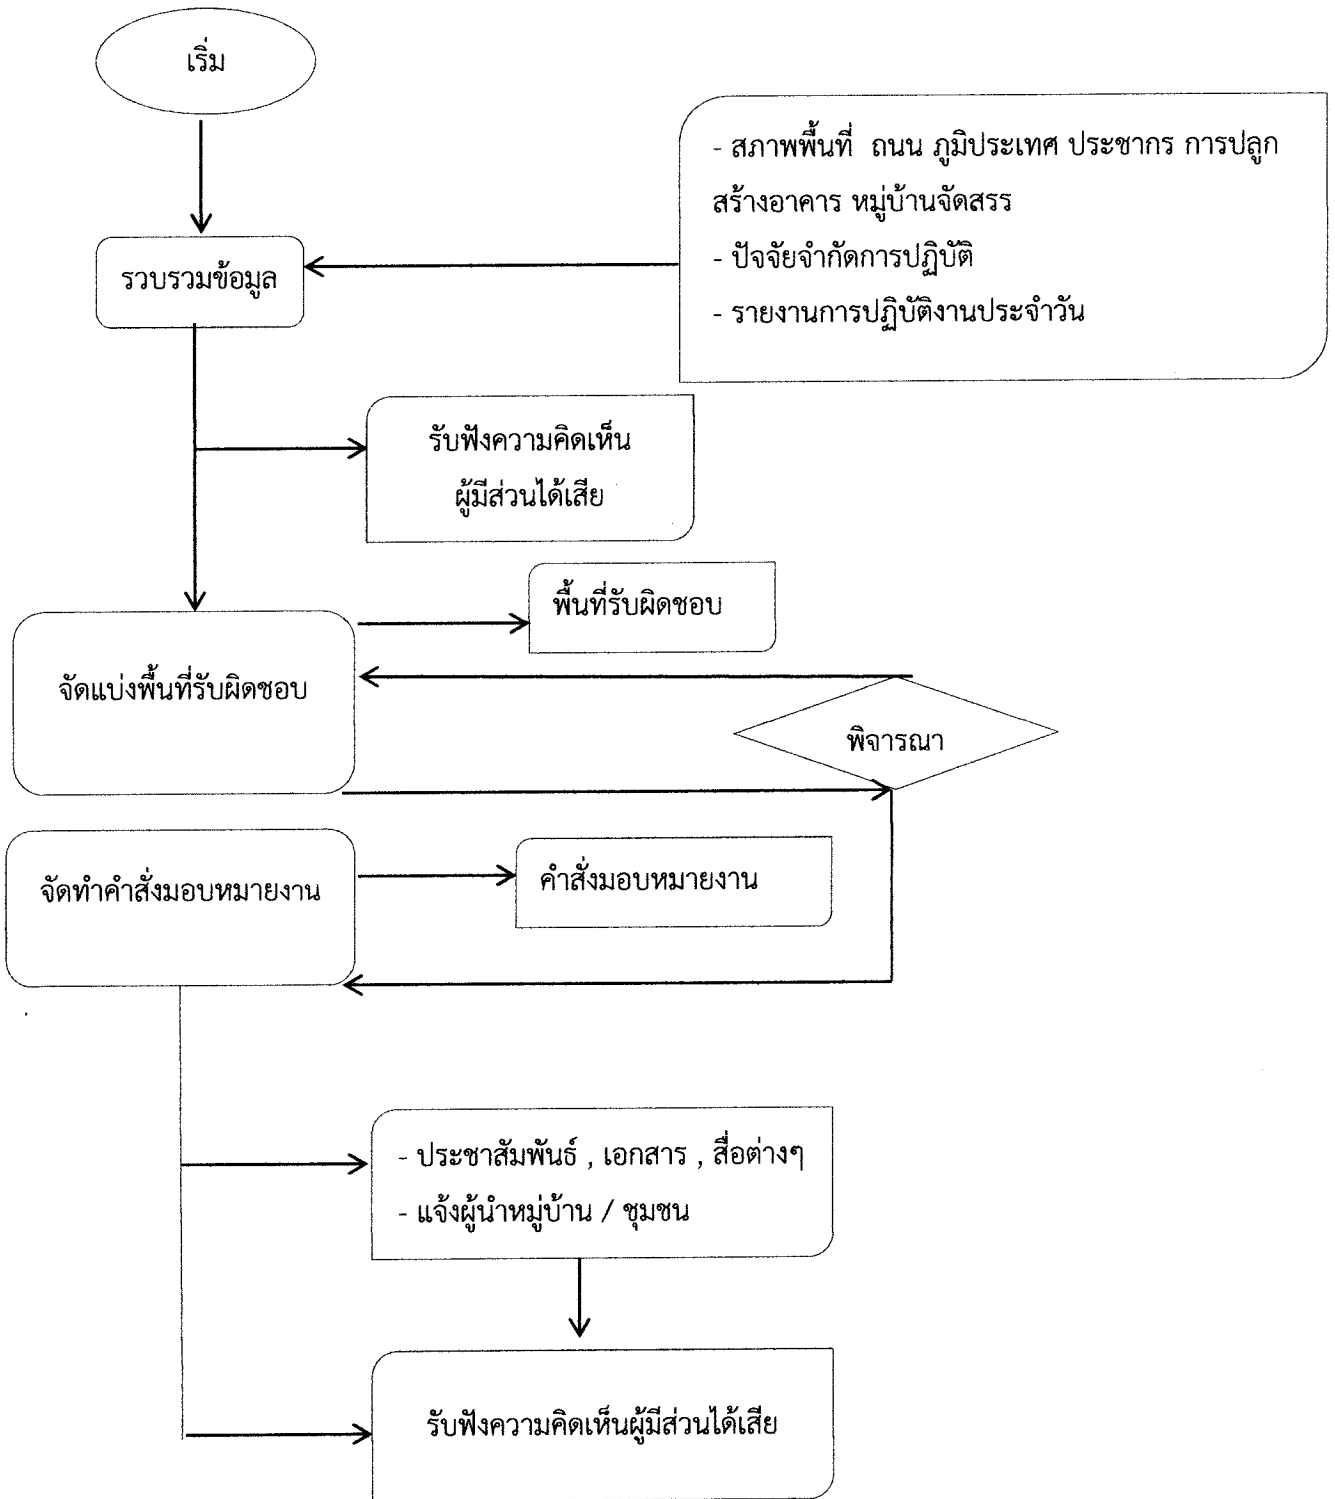 เริ่ม
- สภาพพื้นที่ ถนน ภูมิประเทศ ประชากร การปลูก
สร้างอาคาร หมู่บ้านจัดสรร
- ปัจจัยจำกัดการปฏิบัติ
- รายงานการปฏิบัติงานประจำวัน
รวบรวมข้อมูล
รับฟังความคิดเห็น
ผู้มีส่วนได้เสีย
พื้นที่รับผิดชอบ
จัดแบ่งพื้นที่รับผิดชอบ
พิจารณา
จัดทำคำสั่งมอบหมายงาน
คำสั่งมอบหมายงาน
- ประชาสัมพันธ์ , เอกสาร , สื่อต่างๆ
- แจ้งผู้นำหมู่บ้าน / ชุมชน
รับฟังความคิดเห็นผู้มีส่วนได้เสีย